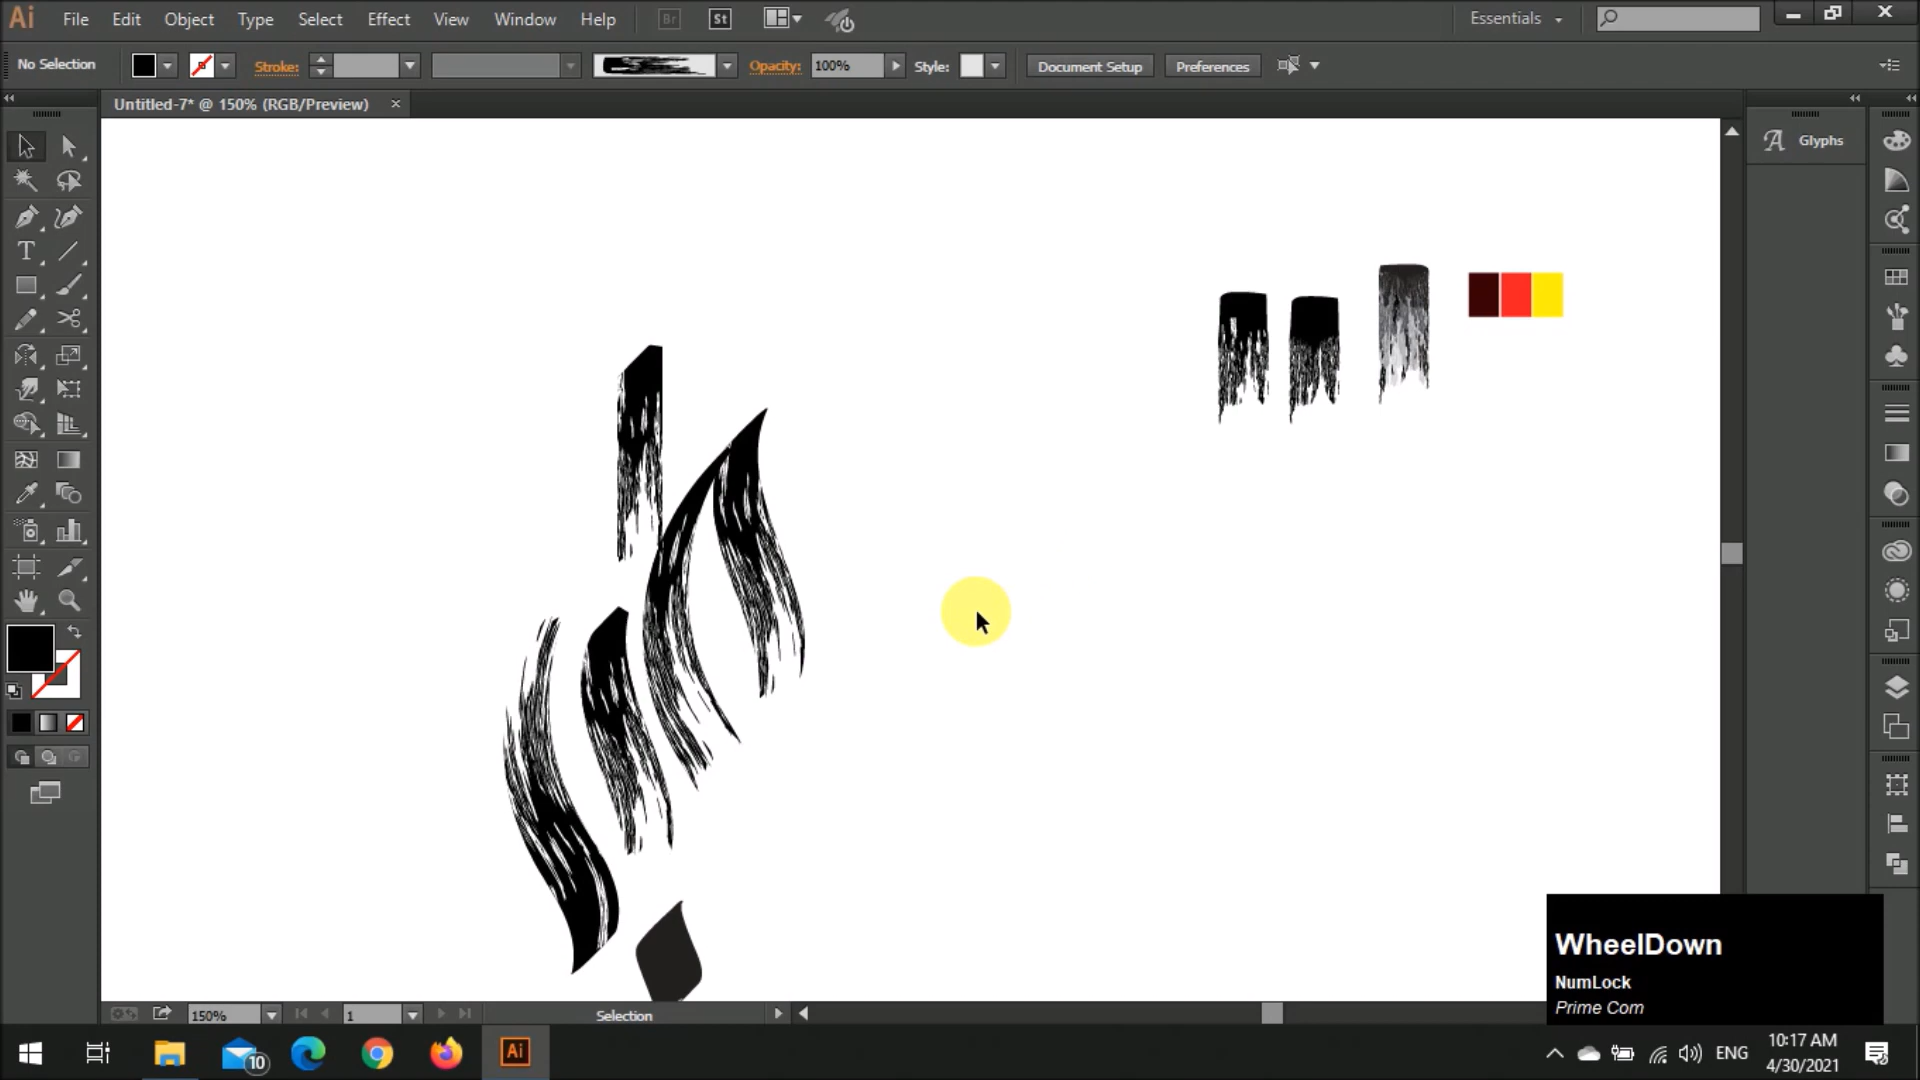 Ai File Edit Object Type Select Effect View Window Help Br St Essentials
No Selection Stroke: Opacity: 100% Style: Document Setup Preferences
Untitled-7* @ 150% (RGB/Preview)
Glyphs
T
WheelDown
NumLock
Prime Com
150% 1 Selection
10 Ai ENG 10:17 AM
4/30/2021